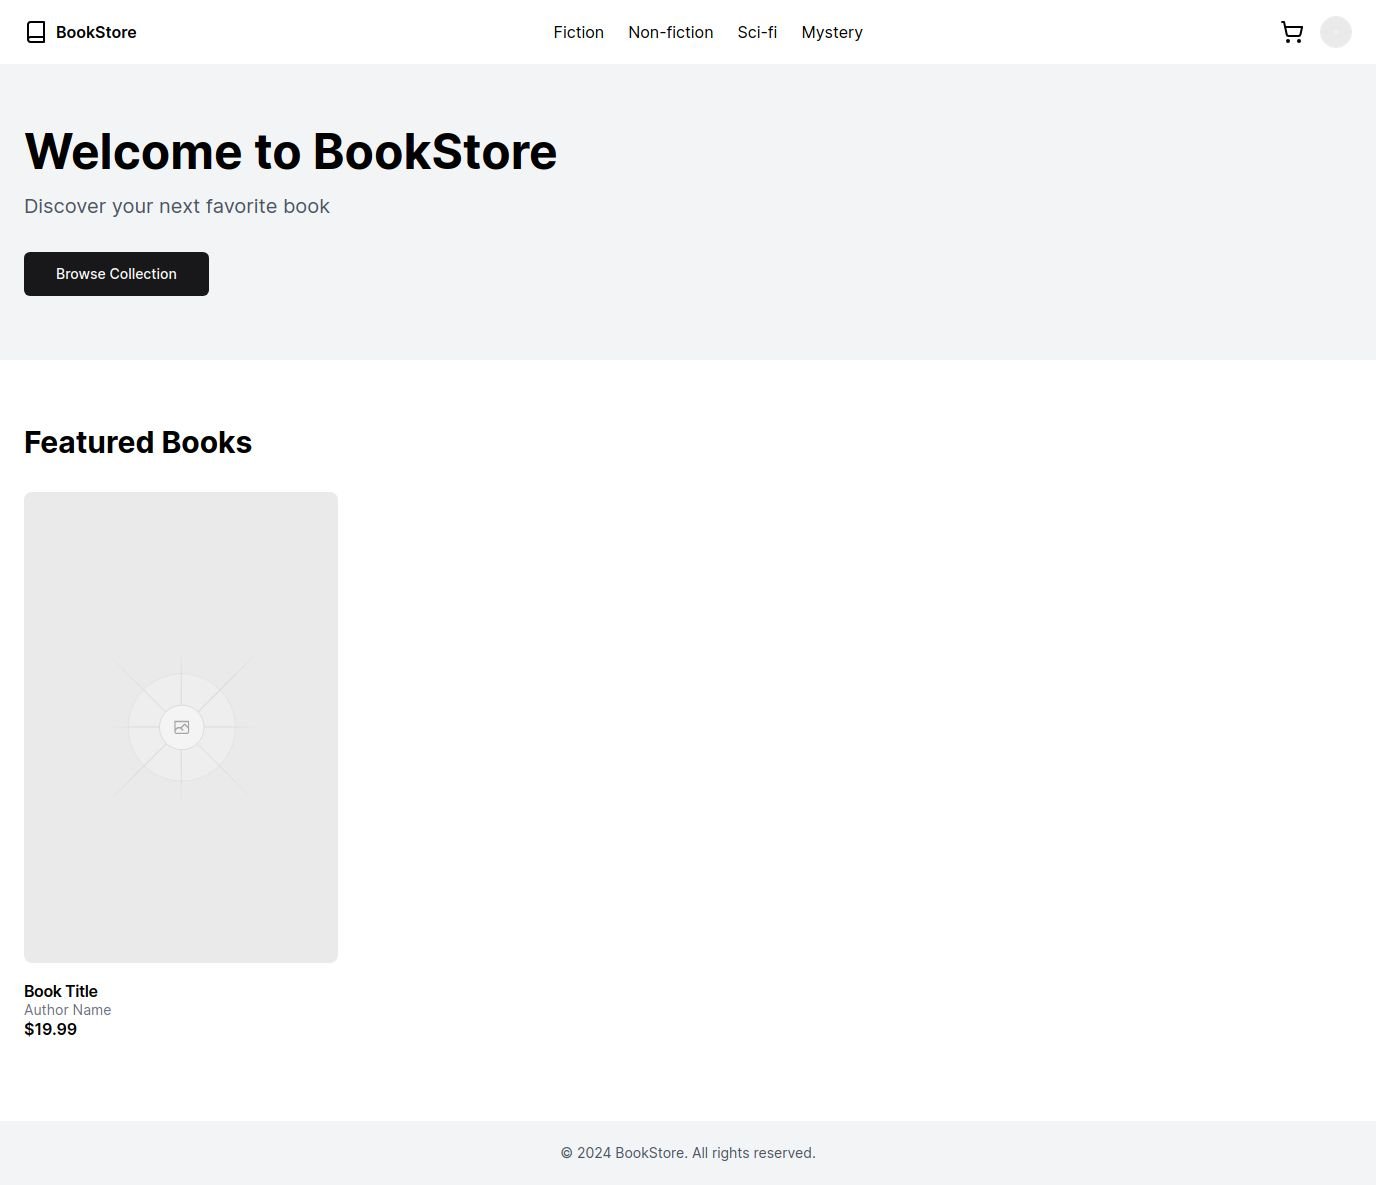 BookStore
Fiction Non-fiction Sci-fi Mystery
Welcome to BookStore
Discover your next favorite book
Browse Collection
Featured Books
Book Title
Author Name
$19.99
© 2024 BookStore. All rights reserved.